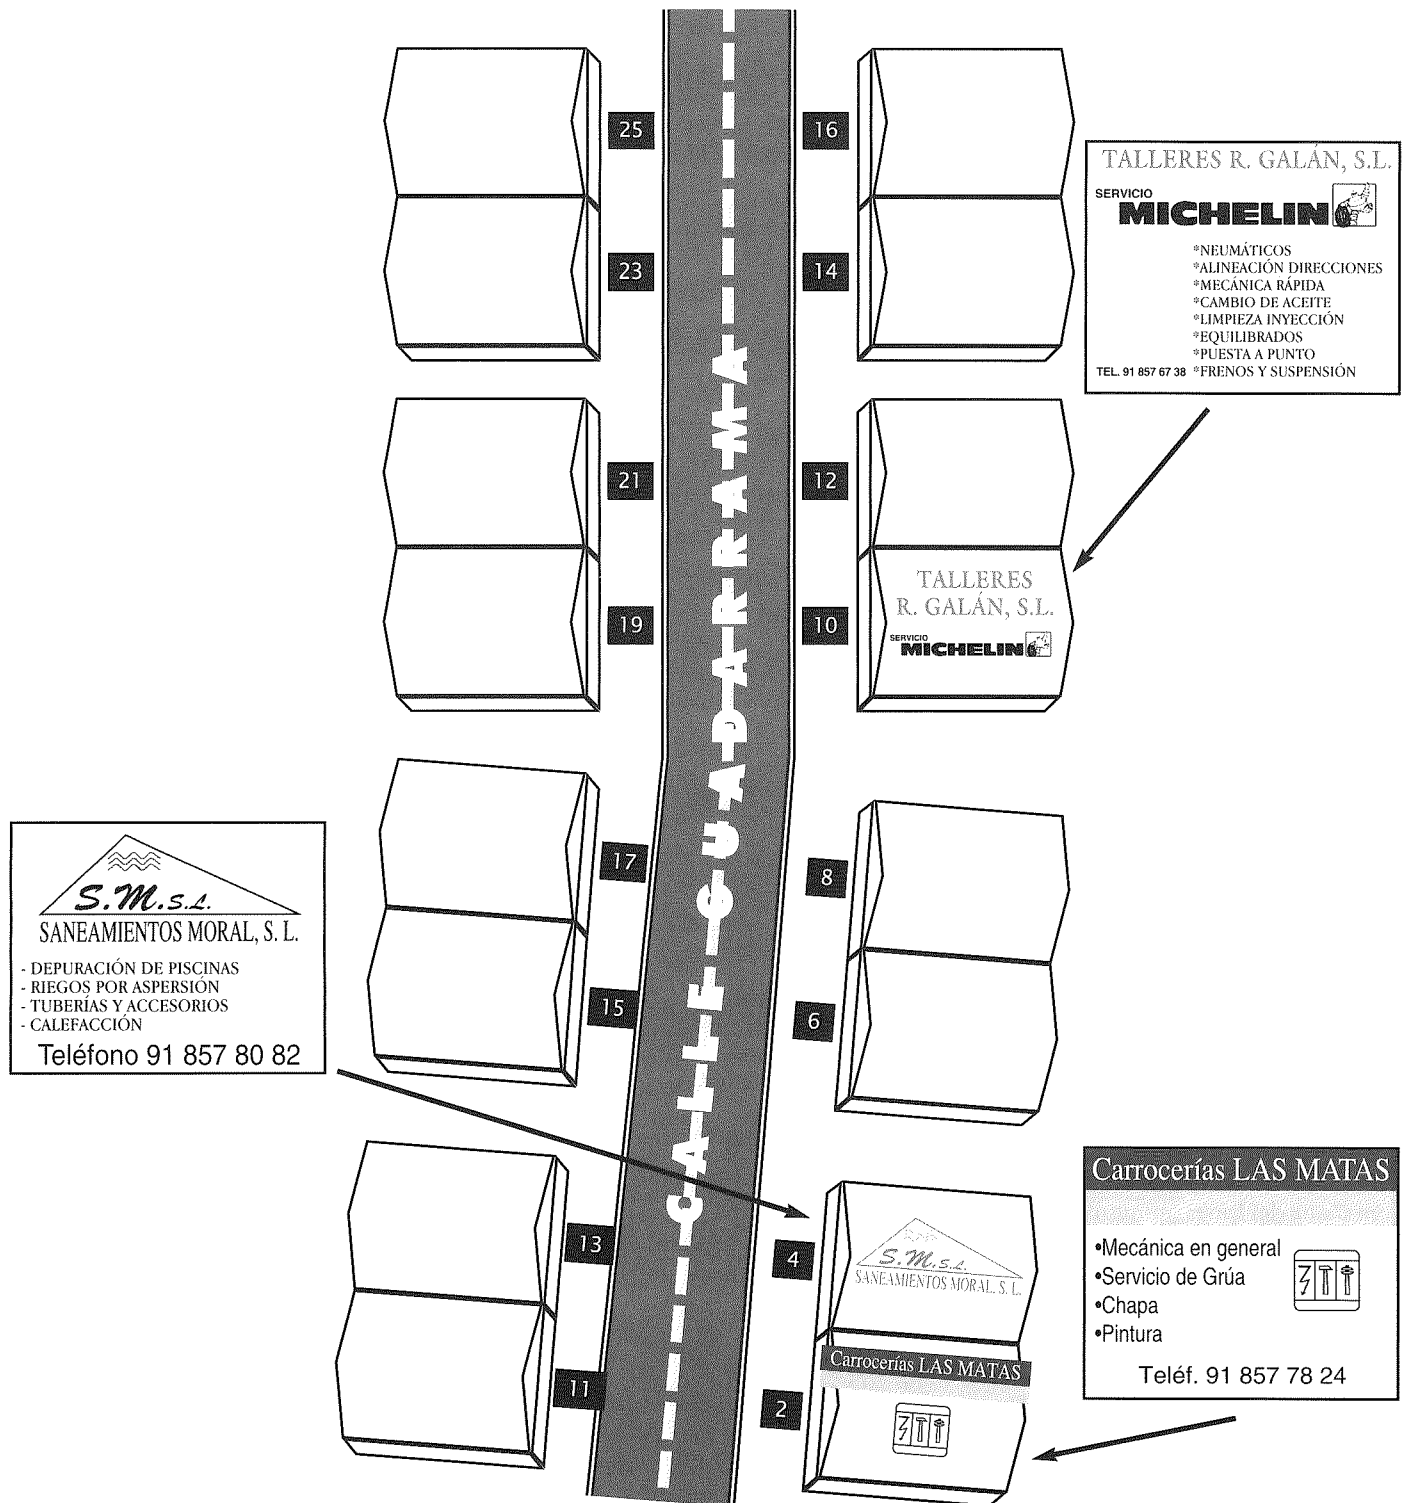 25
16
TALLERES R. GALÁN, S.L.
SERVICIO
MICHELIN
*NEUMÁTICOS
*ALINEACIÓN DIRECCIONES
*MECÁNICA RÁPIDA
*CAMBIO DE ACEITE
*LIMPIEZA INYECCIÓN
*EQUILIBRADOS
*PUESTA A PUNTO
TEL. 91 857 67 38 *FRENOS Y SUSPENSIÓN
23
14
21
12
19
10
TALLERES
R. GALÁN, S.L.
SERVICIO
MICHELIN
CALLE GUADARRAMA
17
8
S.M.S.L.
SANEAMIENTOS MORAL, S. L.
- DEPURACIÓN DE PISCINAS
- RIEGOS POR ASPERSIÓN
- TUBERÍAS Y ACCESORIOS
- CALEFACCIÓN
Teléfono 91 857 80 82
15
6
13
4
S.M.S.L.
SANEAMIENTOS MORAL, S. L.
Carrocerías LAS MATAS
•Mecánica en general
•Servicio de Grúa
•Chapa
•Pintura
Teléf. 91 857 78 24
11
2
Carrocerías LAS MATAS